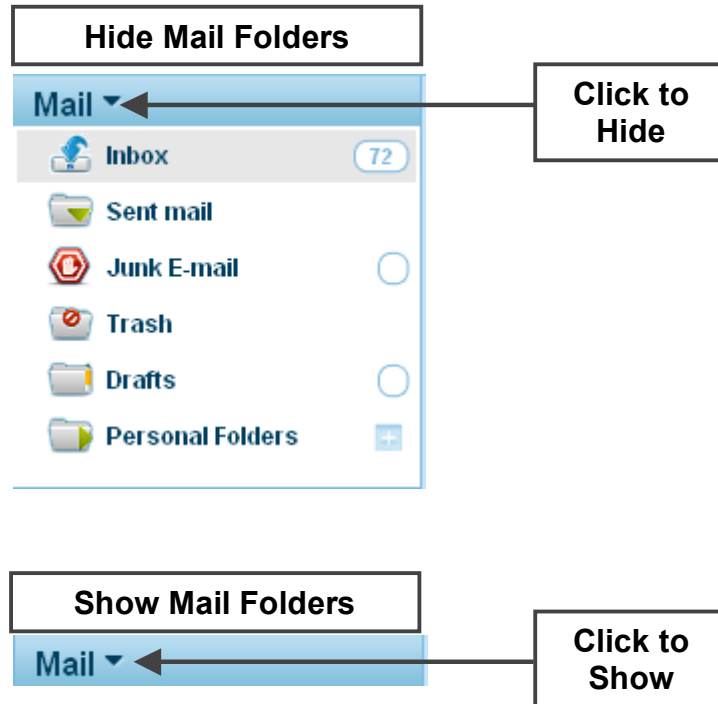 Hide Mail Folders
Mail
Click to
Hide
Inbox 72
Sent mail
Junk E-mail
Trash
Drafts
Personal Folders
Show Mail Folders
Mail
Click to
Show